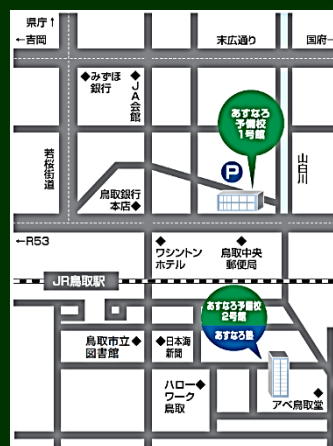 県庁↑
←吉岡
末広通り
国府→
◆みずほ
銀行
◆JA会館
あすなろ
予備校
1号館
P
若桜街道
鳥取銀行
本店◆
山白川
←R53
◆
ワシントン
ホテル
◆
鳥取中央
郵便局
JR鳥取駅
あすなろ予備校
2号館
あすなろ塾
鳥取市立◆
図書館
◆日本海
新聞
ハロー◆
ワーク
鳥取
◆
アベ鳥取堂